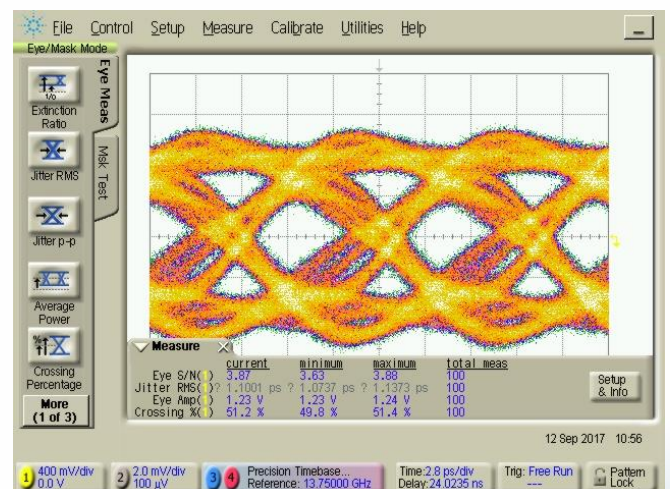 File Control Setup Measure Calibrate Utilities Help
Eye/Mask Mode
Eye Meas
Msk Test
Extinction
Ratio
Jitter RMS
Jitter p-p
Average
Power
Crossing
Percentage
More
(1 of 3)
Measure
current minimum maximum total meas
Eye S/N(1) 3.87 3.63 3.88 100
Jitter RMS(1)? 1.1001 ps ? 1.0737 ps ? 1.1373 ps 100
Eye Amp(1) 1.23 V 1.23 V 1.24 V 100
Crossing %(1) 51.2 % 49.8 % 51.4 % 100
Setup
& Info
12 Sep 2017 10:56
1 400 mV/div
0.0 V
2 2.0 mV/div
100 µV
3 4 Precision Timebase...
Reference: 13.75000 GHz
Time:2.8 ps/div
Delay:24.0235 ns
Trig: Free Run
---
Pattern
Lock